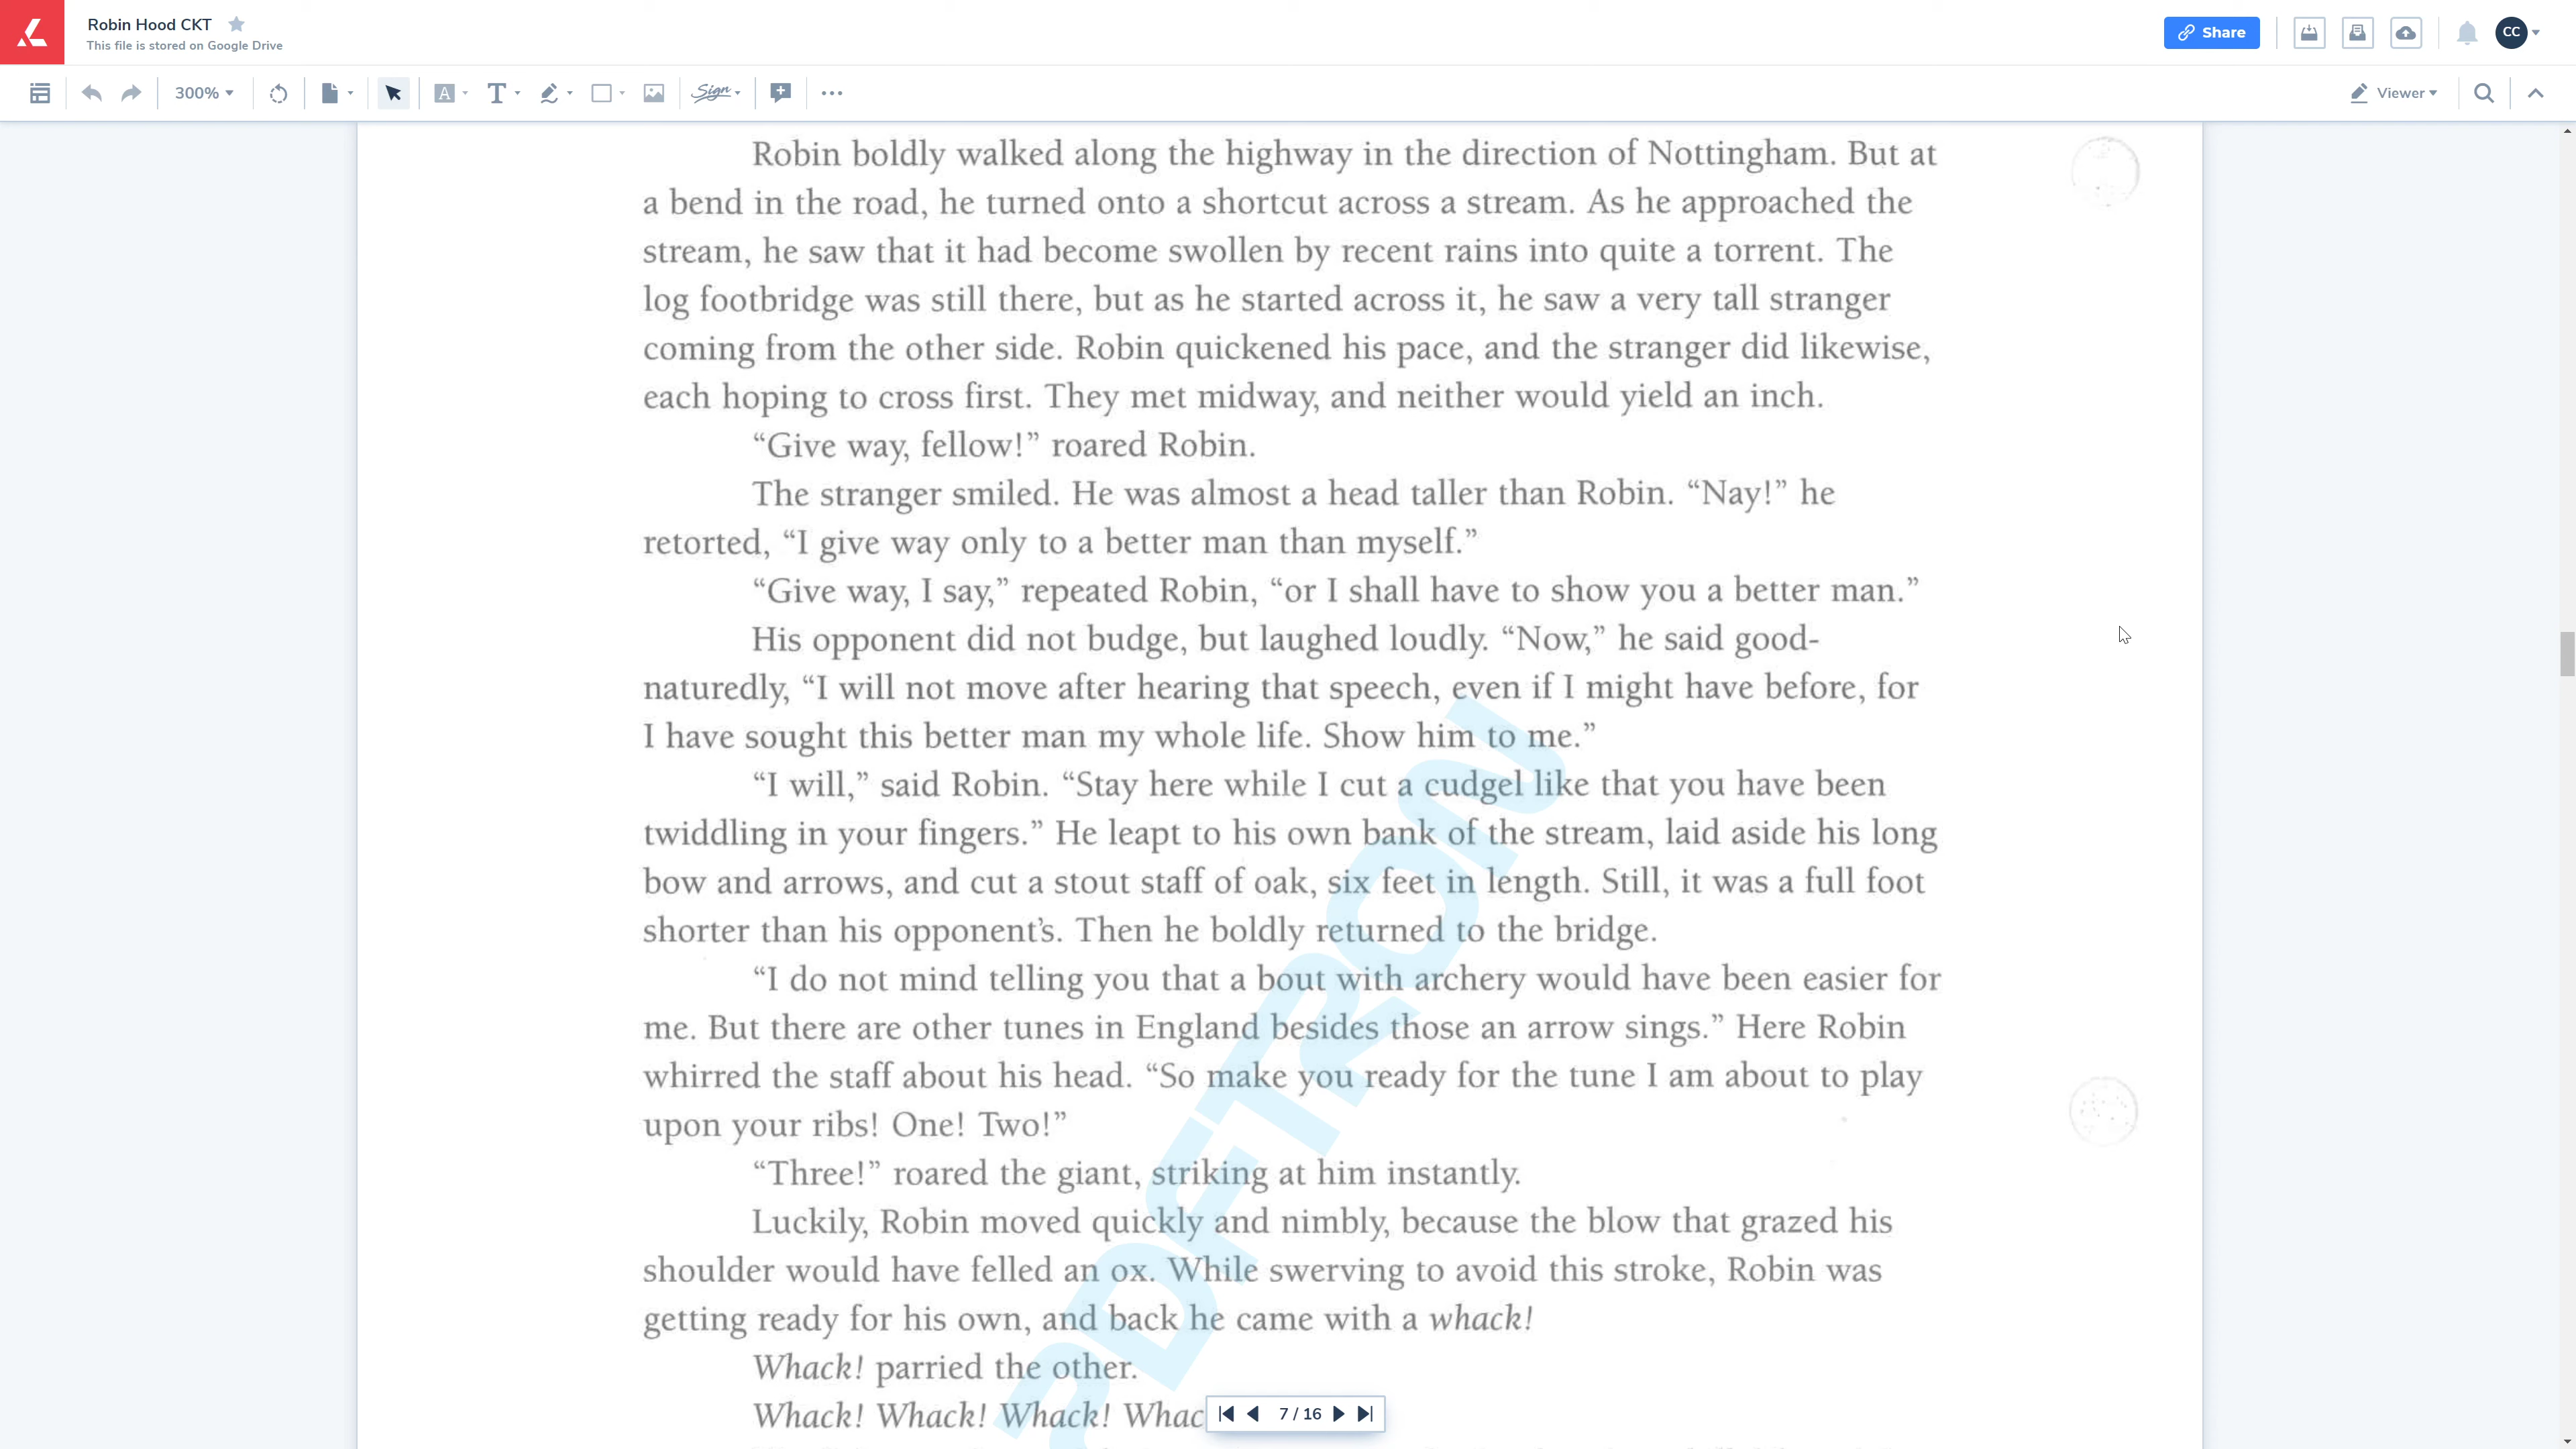 Robin Hood CKT
This file is stored on Google Drive
Share
CC
300%
A
T
Sign
Viewer
Robin boldly walked along the highway in the direction of Nottingham. But at
a bend in the road, he turned onto a shortcut across a stream. As he approached the
stream, he saw that it had become swollen by recent rains into quite a torrent. The
log footbridge was still there, but as he started across it, he saw a very tall stranger
coming from the other side. Robin quickened his pace, and the stranger did likewise,
each hoping to cross first. They met midway, and neither would yield an inch.
“Give way, fellow!” roared Robin.
The stranger smiled. He was almost a head taller than Robin. “Nay!” he
retorted, “I give way only to a better man than myself.”
“Give way, I say,” repeated Robin, “or I shall have to show you a better man.”
His opponent did not budge, but laughed loudly. “Now,” he said good-
naturedly, “I will not move after hearing that speech, even if I might have before, for
I have sought this better man my whole life. Show him to me.”
“I will,” said Robin. “Stay here while I cut a cudgel like that you have been
twiddling in your fingers.” He leapt to his own bank of the stream, laid aside his long
bow and arrows, and cut a stout staff of oak, six feet in length. Still, it was a full foot
shorter than his opponent’s. Then he boldly returned to the bridge.
“I do not mind telling you that a bout with archery would have been easier for
me. But there are other tunes in England besides those an arrow sings.” Here Robin
whirred the staff about his head. “So make you ready for the tune I am about to play
upon your ribs! One! Two!”
“Three!” roared the giant, striking at him instantly.
Luckily, Robin moved quickly and nimbly, because the blow that grazed his
shoulder would have felled an ox. While swerving to avoid this stroke, Robin was
getting ready for his own, and back he came with a whack!
Whack! parried the other.
Whack! Whack! Whack! Whac
7 / 16
PDFTRON